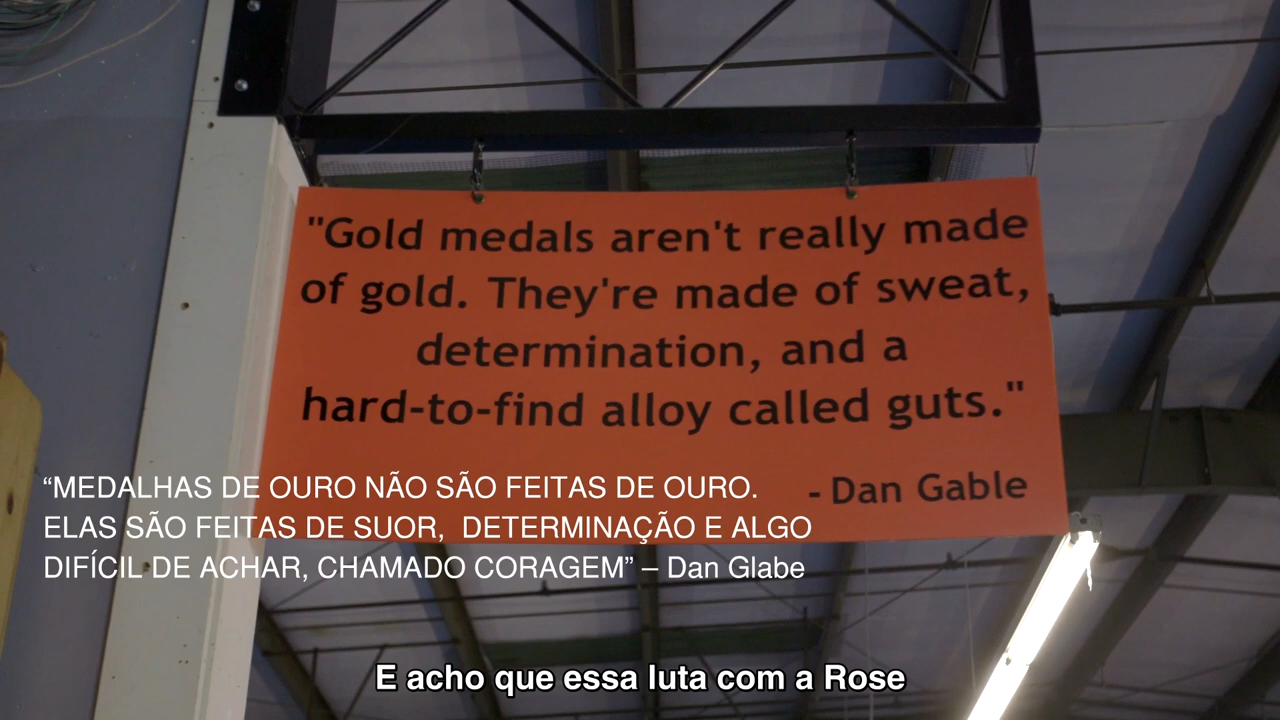 "Gold medals aren't really made
of gold. They're made of sweat,
determination, and a
hard-to-find alloy called guts."
- Dan Gable
“MEDALHAS DE OURO NÃO SÃO FEITAS DE OURO.
ELAS SÃO FEITAS DE SUOR,  DETERMINAÇÃO E ALGO
DIFÍCIL DE ACHAR, CHAMADO CORAGEM” – Dan Glabe
E acho que essa luta com a Rose